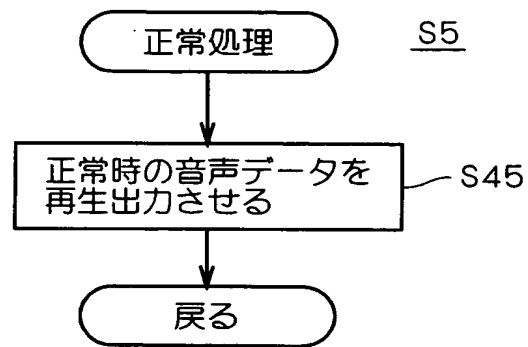 正常処理
S5
正常時の音声データを
再生出力させる
S45
戻る